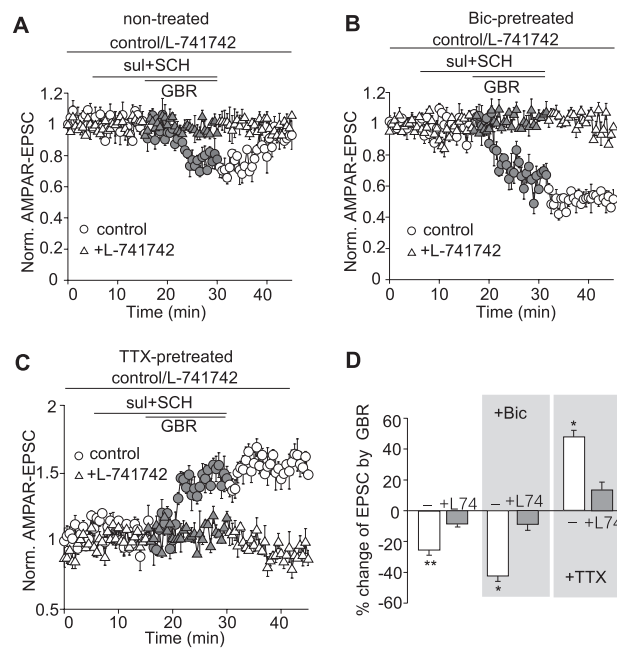 A
non-treated
control/L-741742
sul+SCH
GBR
1.2
1
0.8
0.6
0.4
0.2
0
Norm. AMPAR-EPSC
control
+L-741742
0 10 20 30 40
Time (min)
B
Bic-pretreated
control/L-741742
sul+SCH
GBR
1.2
1
0.8
0.6
0.4
0.2
0
Norm. AMPAR-EPSC
control
+L-741742
0 10 20 30 40
Time (min)
C
TTX-pretreated
control/L-741742
sul+SCH
GBR
2
1.5
1
0.5
Norm. AMPAR-EPSC
control
+L-741742
0 20 40
Time (min)
D
+Bic
60
40
20
0
-20
-40
-60
% change of EPSC by GBR
– +L74
**
– +L74
*
*
– +L74
+TTX